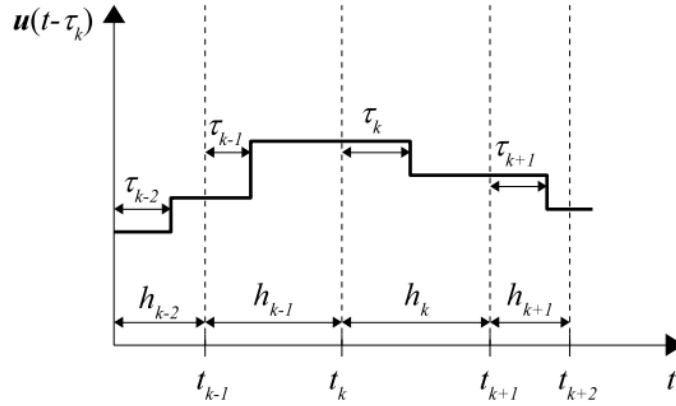 u(t-τk)
τk-1
τk
τk+1
τk-2
hk-2
hk-1
hk
hk+1
tk-1
tk
tk+1
tk+2
t